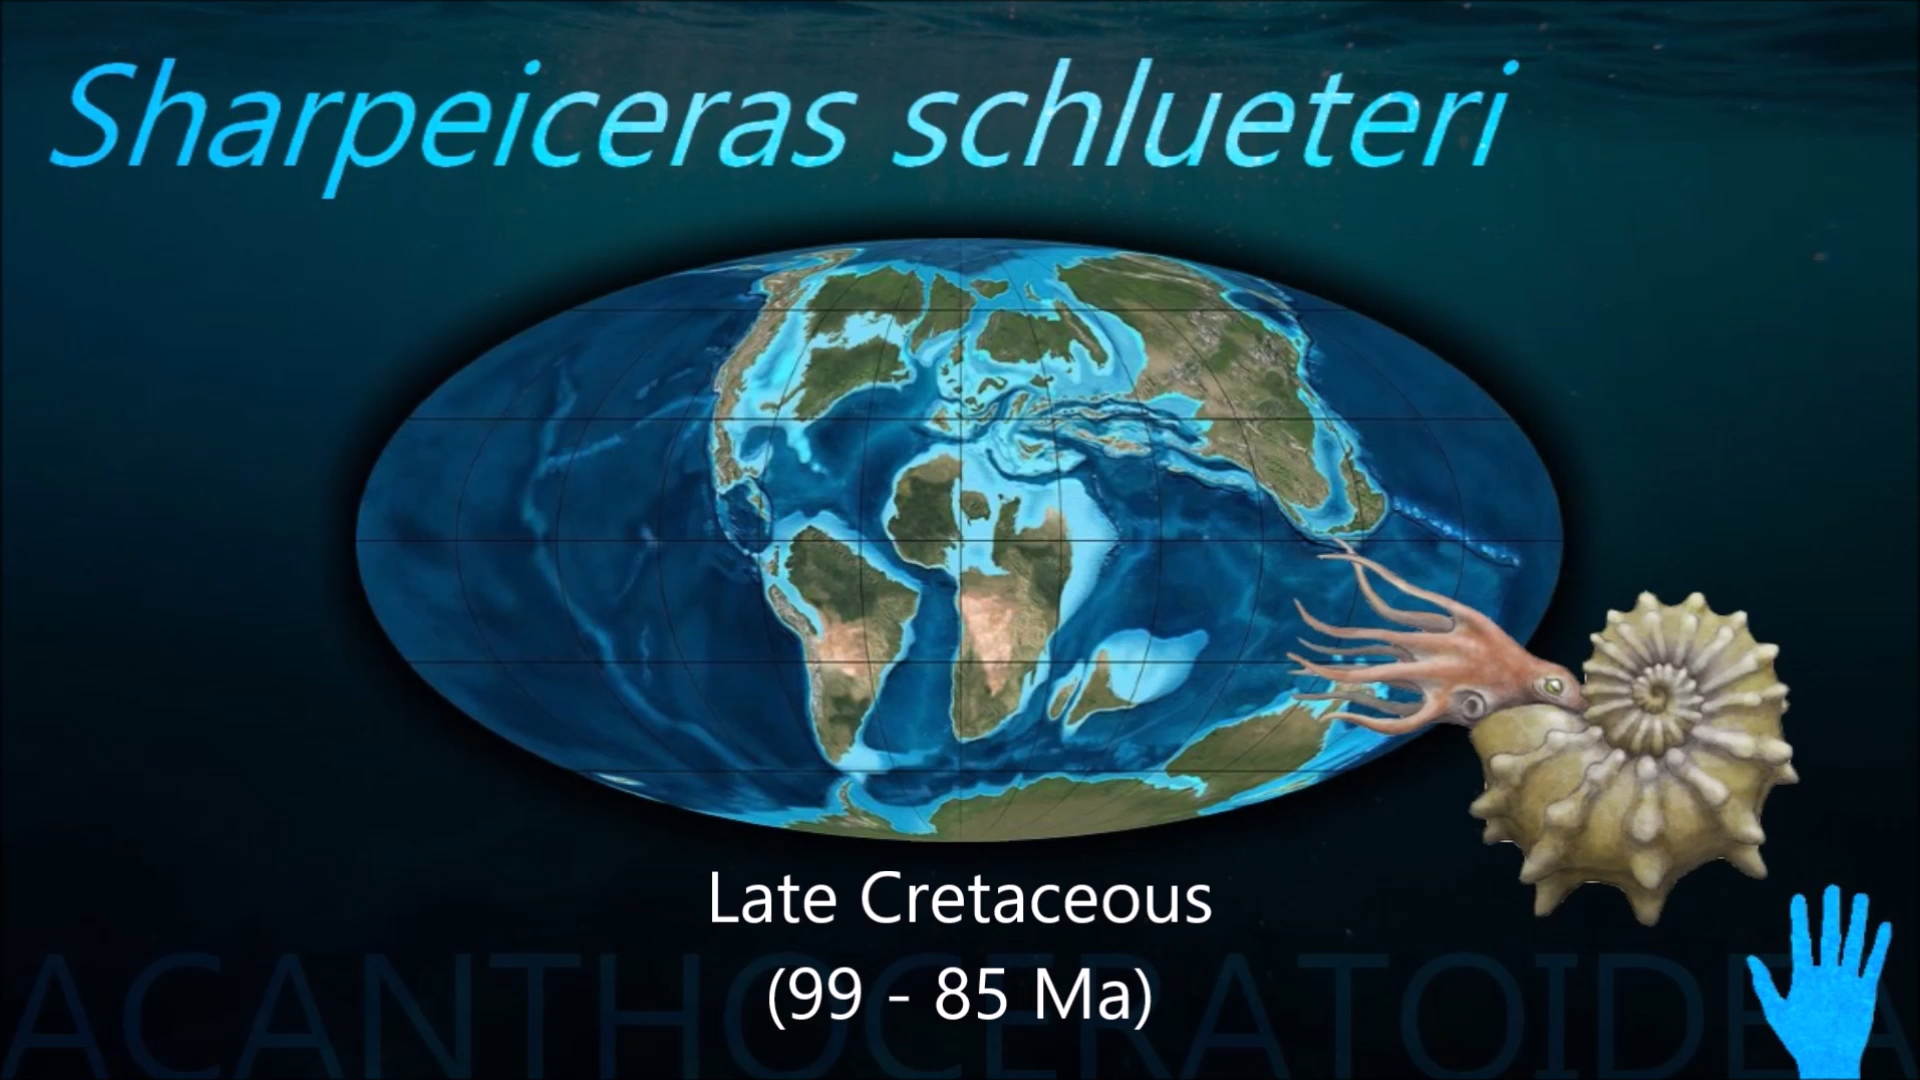 Sharpeiceras schlueteri
Late Cretaceous
(99 - 85 Ma)
ACANTHOCERATOIDEA